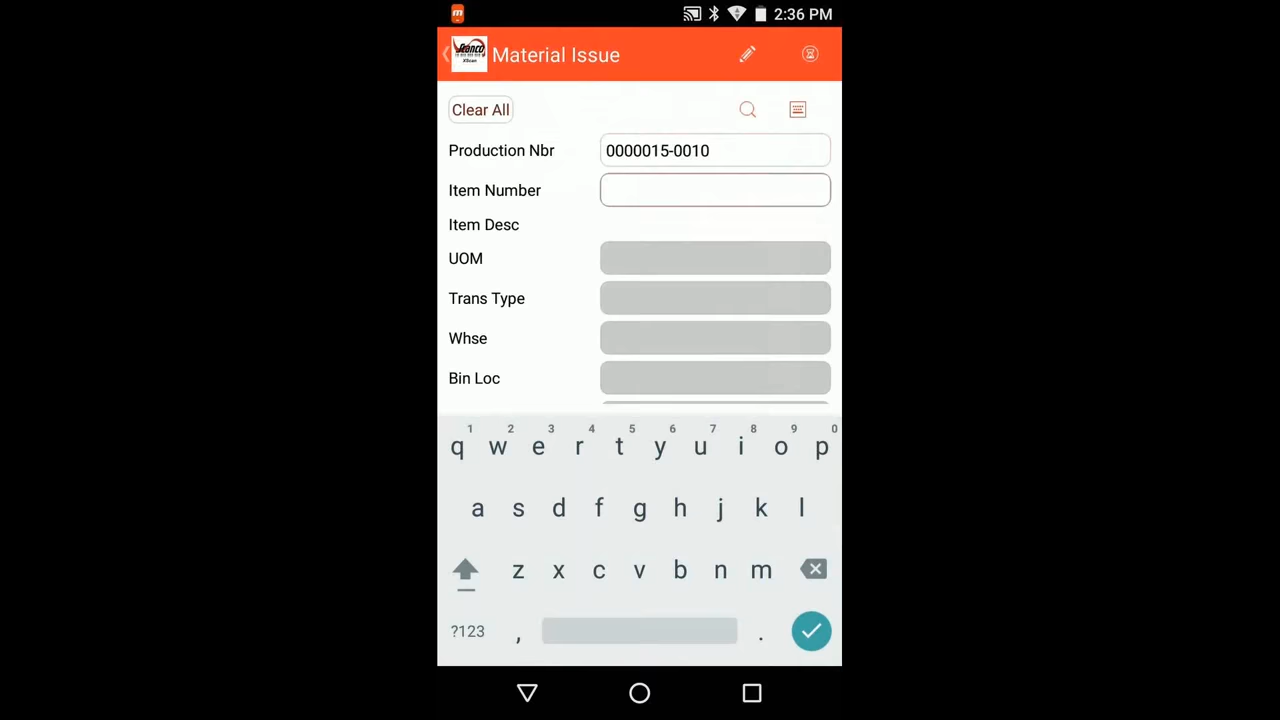 2:36 PM
XScan
Material Issue
Clear All
Production Nbr 0000015-0010
Item Number
Item Desc
UOM
Trans Type
Whse
Bin Loc
1 2 3 4 5 6 7 8 9 0
q w e r t y u i o p
a s d f g h j k l
z x c v b n m
?123 , .